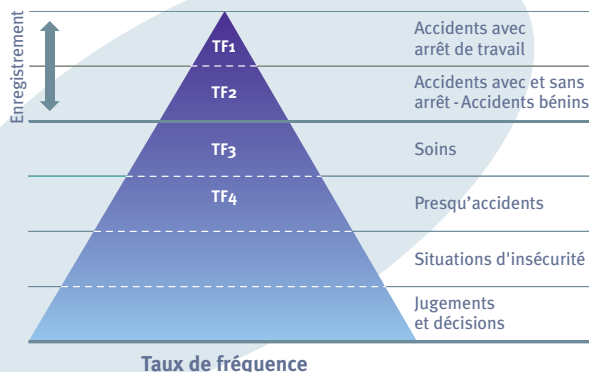 Enregistrement
TF1
Accidents avec
arrêt de travail
TF2
Accidents avec et sans
arrêt - Accidents bénins
TF3
Soins
TF4
Presqu'accidents
Situations d'insécurité
Jugements
et décisions
Taux de fréquence